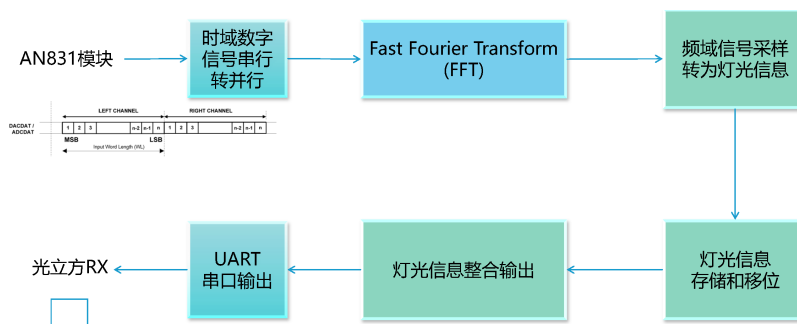 AN831模块
时域数字
信号串行
转并行
Fast Fourier Transform
(FFT)
频域信号采样
转为灯光信息
LEFT CHANNEL
RIGHT CHANNEL
DACDAT /
ADCDAT
1 2 3 n-2 n-1 n 1 2 3 n-2 n-1 n
MSB
LSB
Input Word Length (WL)
光立方RX
UART
串口输出
灯光信息整合输出
灯光信息
存储和移位